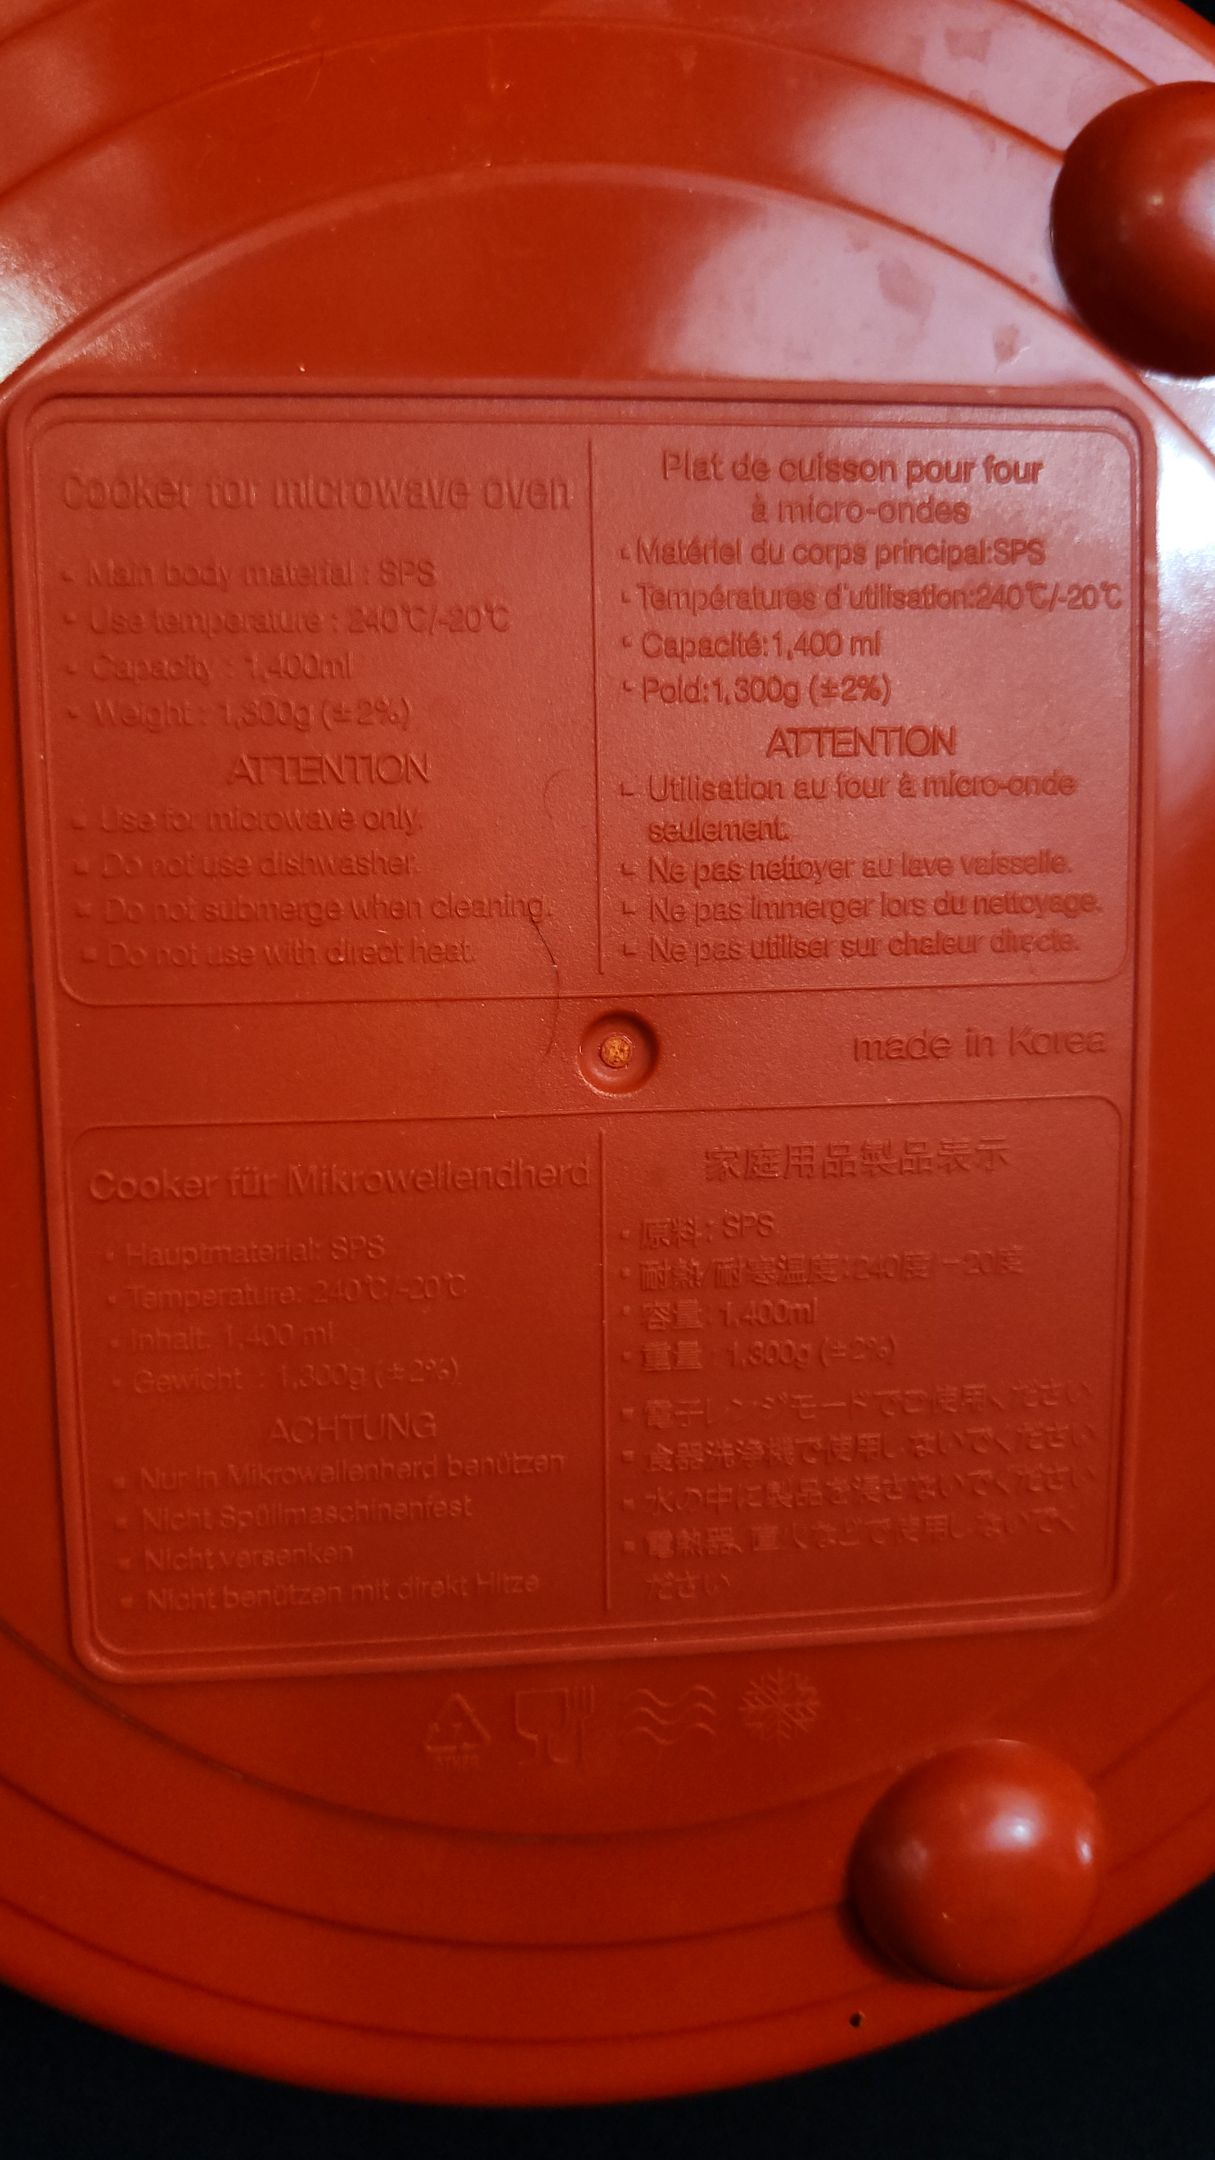 Cooker for microwave oven
• Main body material : SPS
• Use temperature : 240℃/-20℃
• Capacity : 1,400ml
• Weight : 1,300g (±2%)
ATTENTION
Use for microwave only.
Do not use dishwasher.
Do not submerge when cleaning.
Do not use with direct heat.
Plat de cuisson pour four
à micro-ondes
Matériel du corps principal:SPS
Températures d'utilisation:240℃/-20℃
Capacité:1,400 ml
Poid:1,300g (±2%)
ATTENTION
Utilisation au four à micro-onde
seulement.
Ne pas nettoyer au lave vaisselle.
Ne pas immerger lors du nettoyage.
Ne pas utiliser sur chaleur directe.
made in Korea
Cooker für Mikrowellendherd
• Hauptmaterial: SPS
• Temperature: 240℃/-20℃
• Inhalt: 1,400 ml
• Gewicht : 1,300g (±2%)
ACHTUNG
Nur in Mikrowellenherd benützen
Nicht Spüllmaschinenfest
Nicht versenken
Nicht benützen mit direkt Hitze
家庭用品製品表示
• 原料: SPS
• 耐熱/耐寒温度:240度/-20度
• 容量: 1,400ml
• 重量 : 1,300g (±2%)
電子レンジモードでご使用ください
食器洗浄機で使用しないでください
水の中に製品を浸さないでください
電熱器、直火などで使用しないでく
ださい